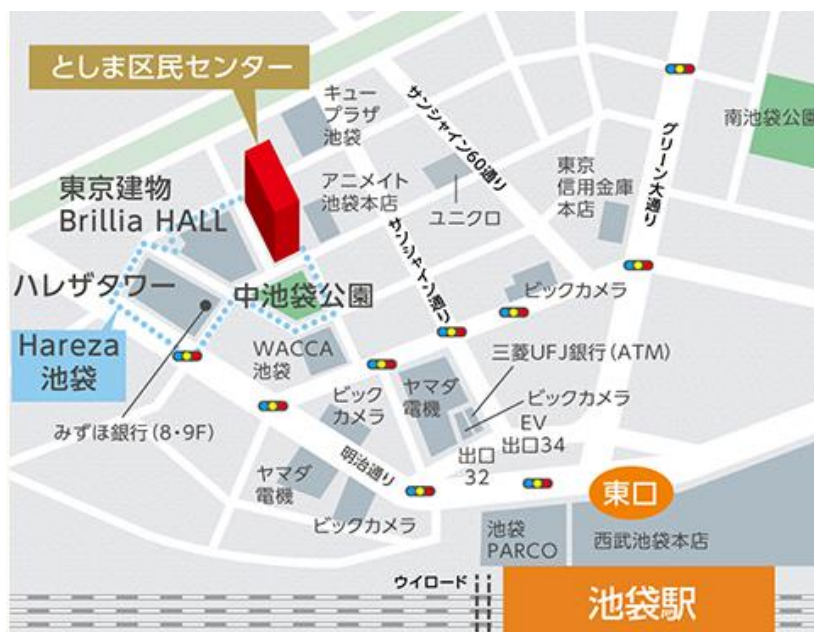 としま区民センター
キュー
プラザ
池袋
サンシャイン60通り
グリーン大通り
南池袋公園
東京建物
Brillia HALL
アニメイト
池袋本店
ユニクロ
東京
信用金庫
本店
サンシャイン通り
ハレザタワー
中池袋公園
ビックカメラ
Hareza
池袋
WACCA
池袋
三菱UFJ銀行(ATM)
みずほ銀行(8・9F)
ビック
カメラ
ヤマダ
電機
ビックカメラ
EV
出口34
出口
32
明治通り
ヤマダ
電機
ビックカメラ
東口
池袋
PARCO
西武池袋本店
ウイロード
池袋駅